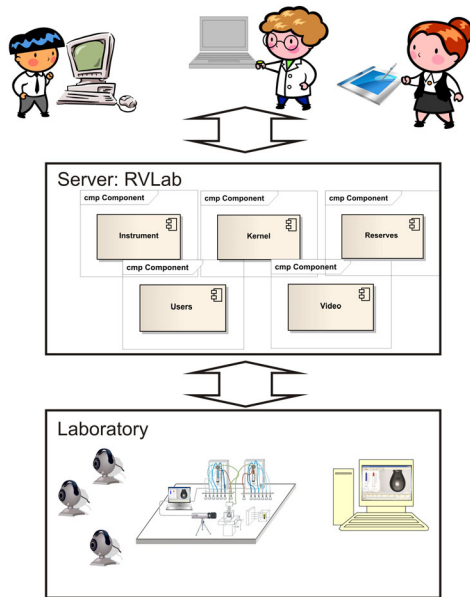 Server: RVLab
cmp Component
cmp Component
cmp Component
Instrument
Kernel
Reserves
cmp Component
cmp Component
Users
Video
Laboratory